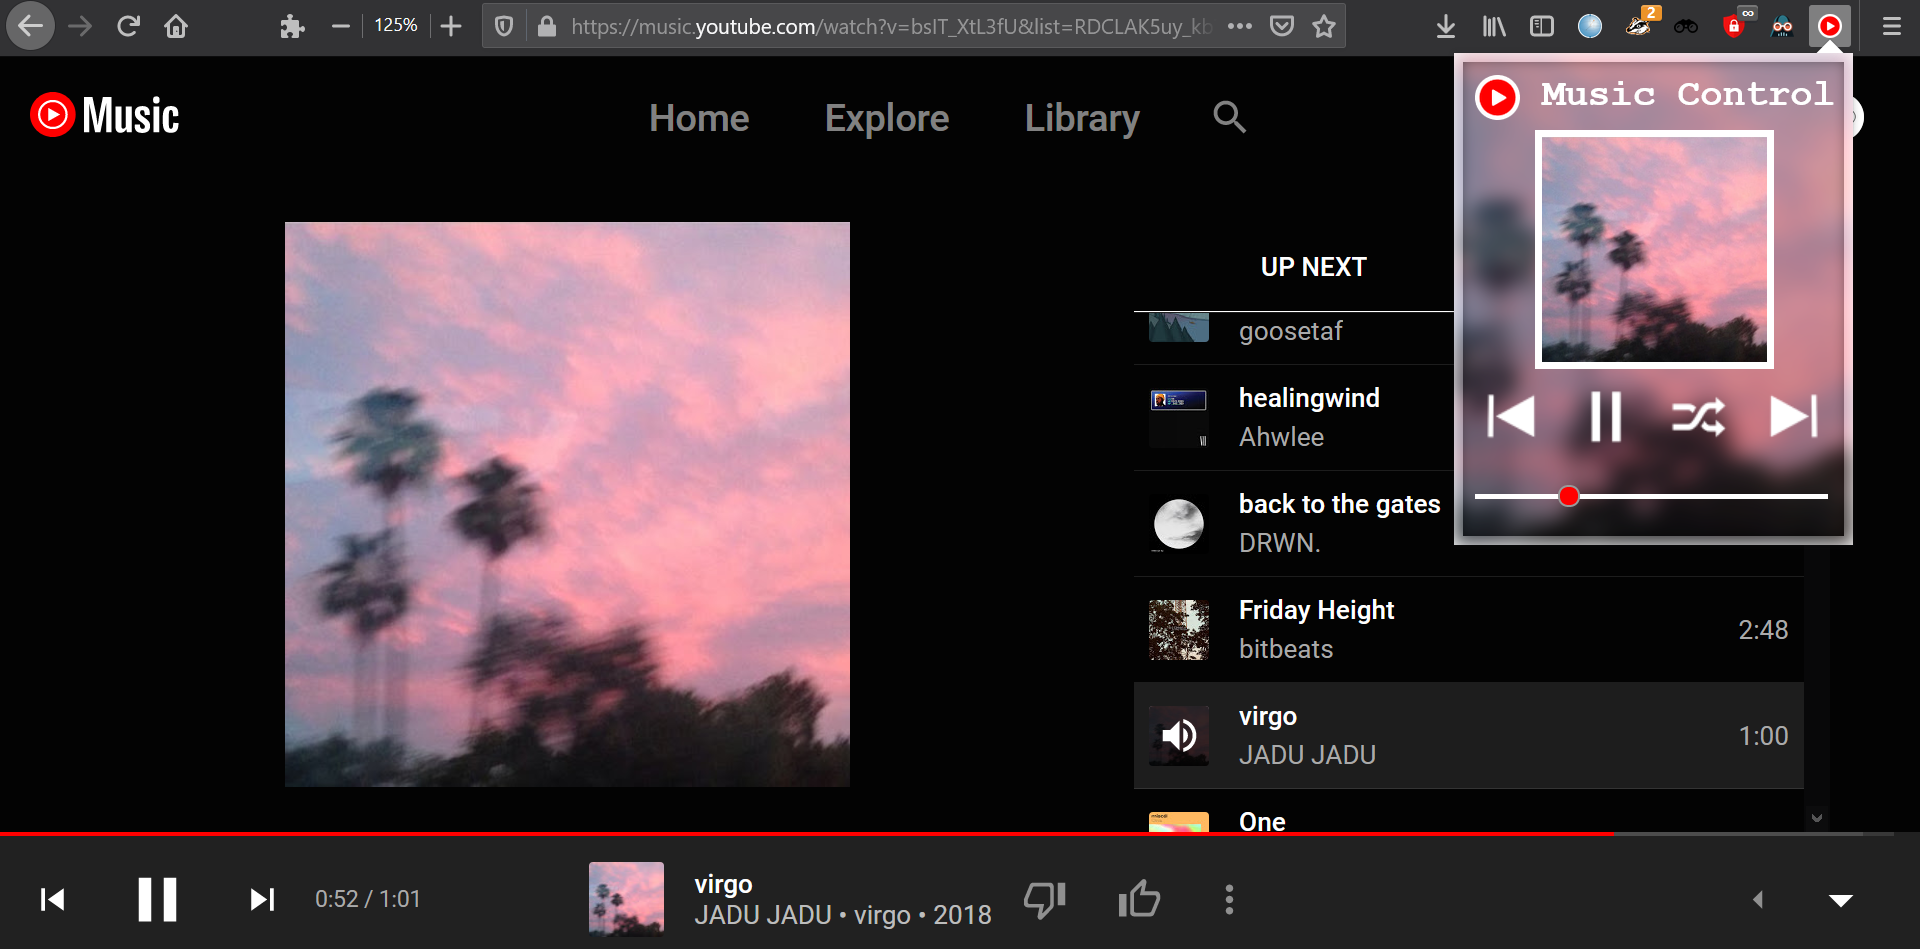 125%
https://music.youtube.com/watch?v=bsIT_XtL3fU&list=RDCLAK5uy_kb
2
∞
Music
Home
Explore
Library
Music Control
UP NEXT
goosetaf
healingwind
Ahwlee
back to the gates
DRWN.
Friday Height
bitbeats
2:48
virgo
JADU JADU
1:00
One
0:52 / 1:01
virgo
JADU JADU • virgo • 2018